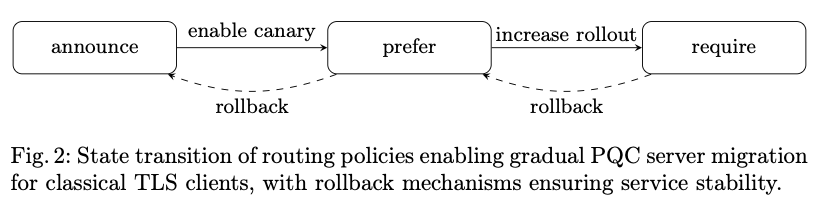 enable canary
increase rollout
announce
prefer
require
rollback
rollback
Fig. 2: State transition of routing policies enabling gradual PQC server migration
for classical TLS clients, with rollback mechanisms ensuring service stability.